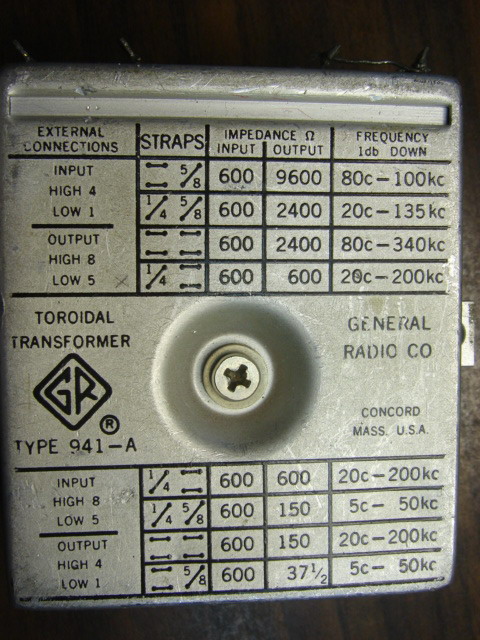 EXTERNAL CONNECTIONS STRAPS IMPEDANCE Ω INPUT OUTPUT FREQUENCY 1db DOWN
INPUT 5/8 600 9600 80c-100kc
HIGH 4
LOW 1 1/4 5/8 600 2400 20c-135kc
OUTPUT 600 2400 80c-340kc
HIGH 8
LOW 5 1/4 600 600 20c-200kc
TOROIDAL TRANSFORMER
GENERAL RADIO CO
GR ®
CONCORD
MASS. U.S.A.
TYPE 941-A
INPUT 1/4 600 600 20c-200kc
HIGH 8
LOW 5 1/4 5/8 600 150 5c- 50kc
OUTPUT 600 150 20c-200kc
HIGH 4
LOW 1 5/8 600 37½ 5c- 50kc